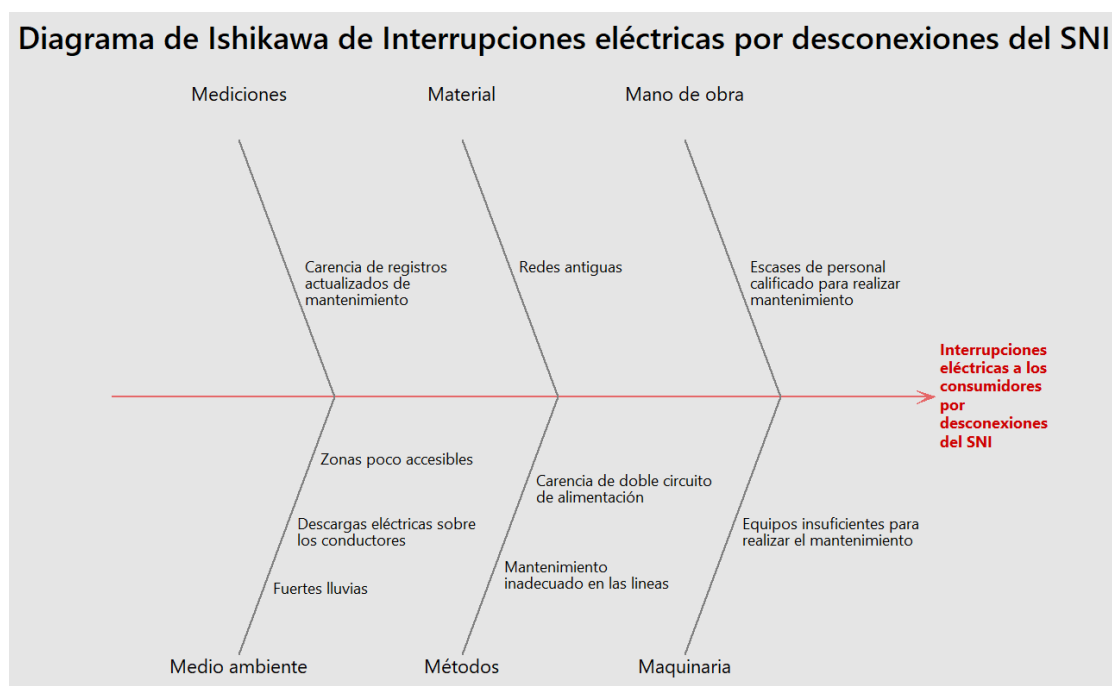 Diagrama de Ishikawa de Interrupciones eléctricas por desconexiones del SNI
Mediciones
Material
Mano de obra
Carencia de registros
actualizados de
mantenimiento
Redes antiguas
Escases de personal
calificado para realizar
mantenimiento
Interrupciones
eléctricas a los
consumidores
por
desconexiones
del SNI
Zonas poco accesibles
Descargas eléctricas sobre
los conductores
Fuertes lluvias
Carencia de doble circuito
de alimentación
Mantenimiento
inadecuado en las lineas
Equipos insuficientes para
realizar el mantenimiento
Medio ambiente
Métodos
Maquinaria